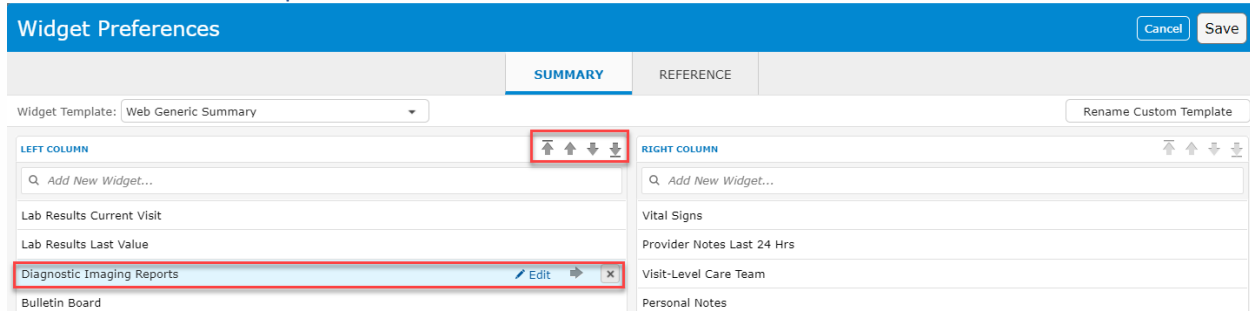 Widget Preferences
Cancel
Save
SUMMARY
REFERENCE
Widget Template:
Web Generic Summary
Rename Custom Template
LEFT COLUMN
Add New Widget...
Lab Results Current Visit
Lab Results Last Value
Diagnostic Imaging Reports
Edit
Bulletin Board
RIGHT COLUMN
Add New Widget...
Vital Signs
Provider Notes Last 24 Hrs
Visit-Level Care Team
Personal Notes